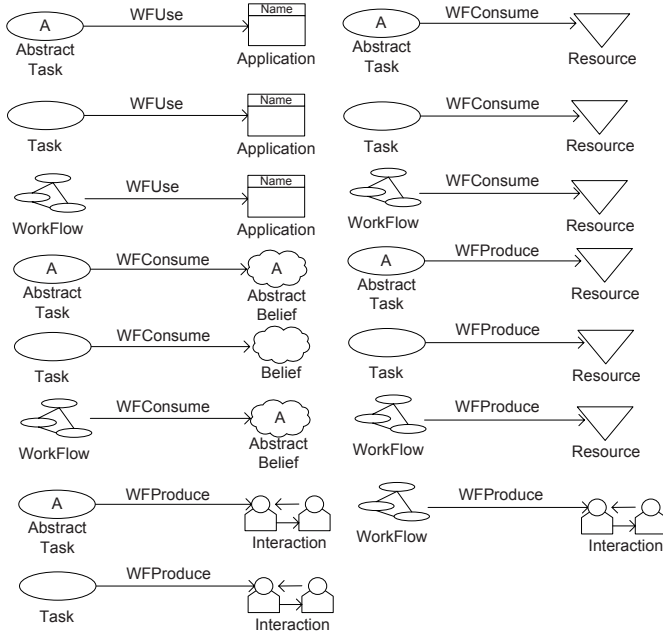 A WFUse Name
Abstract
Task
Application
A WFConsume
Abstract
Task
Resource
WFUse Name
Task Application
WFConsume
Task Resource
WFUse Name
WorkFlow Application
WFConsume
WorkFlow Resource
A WFConsume A
Abstract
Task
Abstract
Belief
A WFProduce
Abstract
Task
Resource
WFConsume
Task Belief
WFProduce
Task Resource
WFConsume A
WorkFlow
Abstract
Belief
WFProduce
WorkFlow Resource
A WFProduce
Abstract
Task
Interaction
WFProduce
WorkFlow Interaction
WFProduce
Task
Interaction